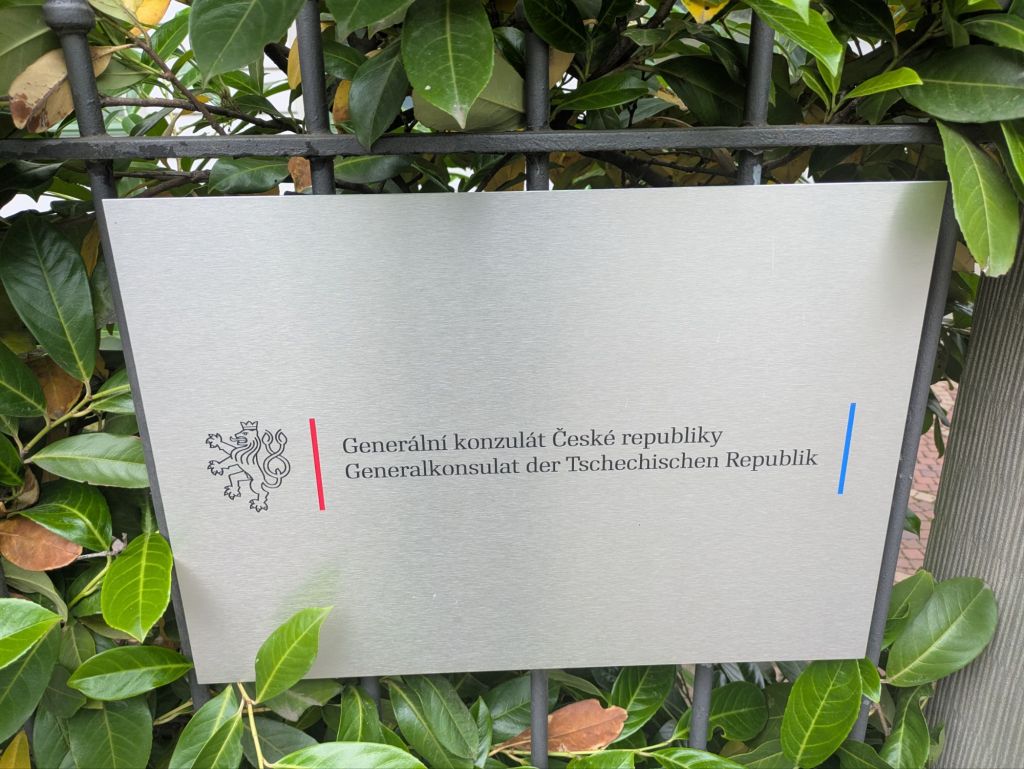 Generální konzulát České republiky
Generalkonsulat der Tschechischen Republik